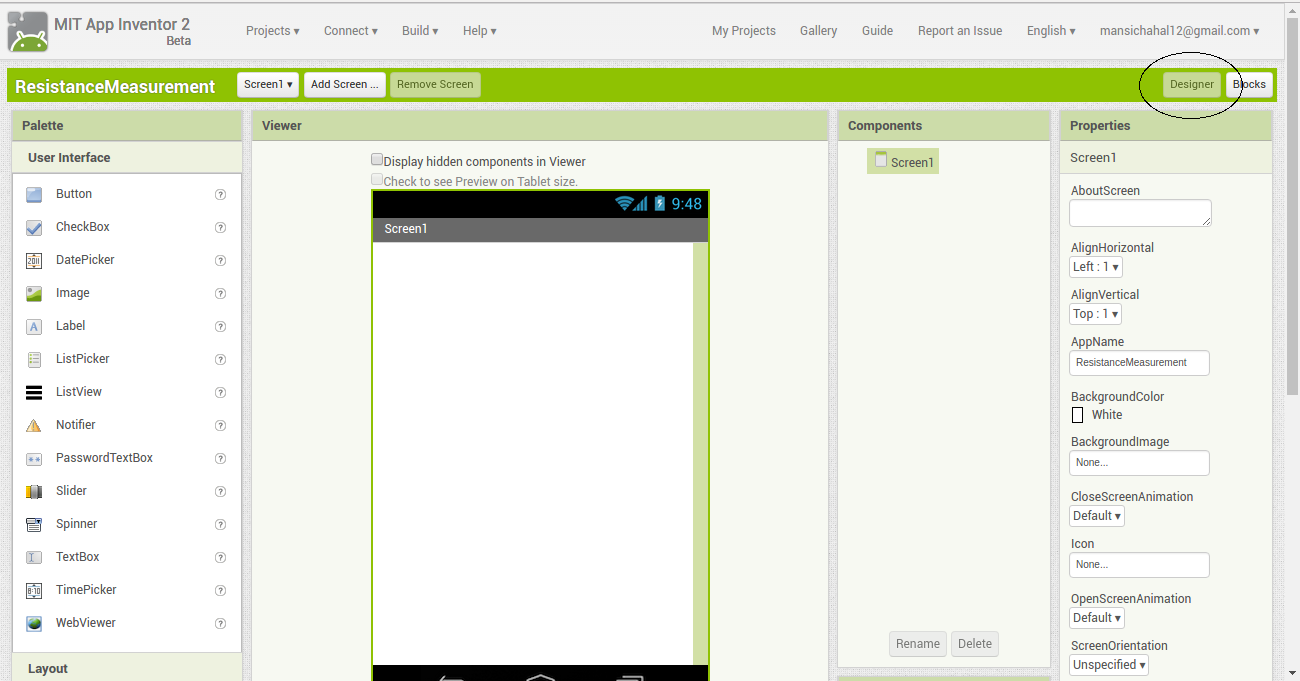 MIT App Inventor 2
Beta
Projects ▾ Connect ▾ Build ▾ Help ▾ My Projects Gallery Guide Report an Issue English ▾ mansichahal12@gmail.com ▾
ResistanceMeasurement Screen1 ▾ Add Screen ... Remove Screen Designer Blocks
Palette
User Interface
Button ?
CheckBox ?
DatePicker ?
Image ?
Label ?
ListPicker ?
ListView ?
Notifier ?
PasswordTextBox ?
Slider ?
Spinner ?
TextBox ?
TimePicker ?
WebViewer ?
Layout
Viewer
Display hidden components in Viewer
Check to see Preview on Tablet size.
9:48
Screen1
Components
Screen1
Rename Delete
Properties
Screen1
AboutScreen
AlignHorizontal
Left : 1 ▾
AlignVertical
Top : 1 ▾
AppName
ResistanceMeasurement
BackgroundColor
White
BackgroundImage
None...
CloseScreenAnimation
Default ▾
Icon
None...
OpenScreenAnimation
Default ▾
ScreenOrientation
Unspecified ▾